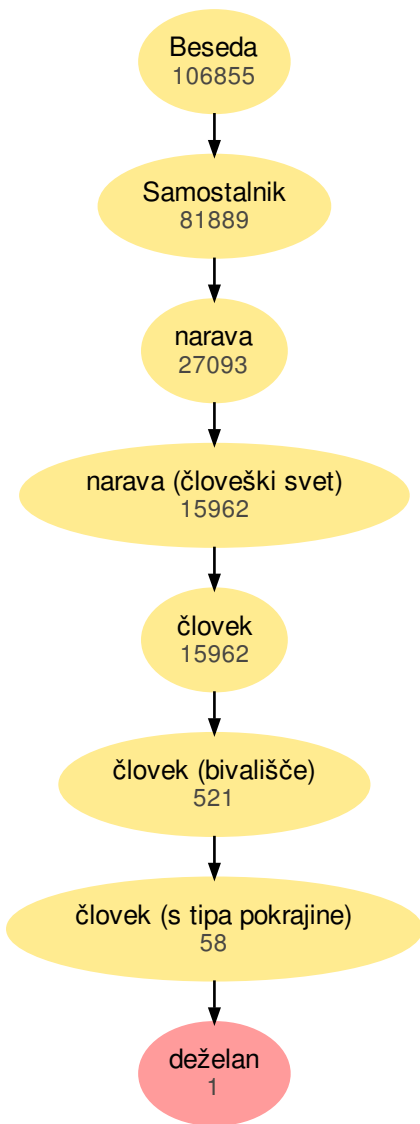 Beseda
106855
Samostalnik
81889
narava
27093
narava (človeški svet)
15962
človek
15962
človek (bivališče)
521
človek (s tipa pokrajine)
58
deželan
1